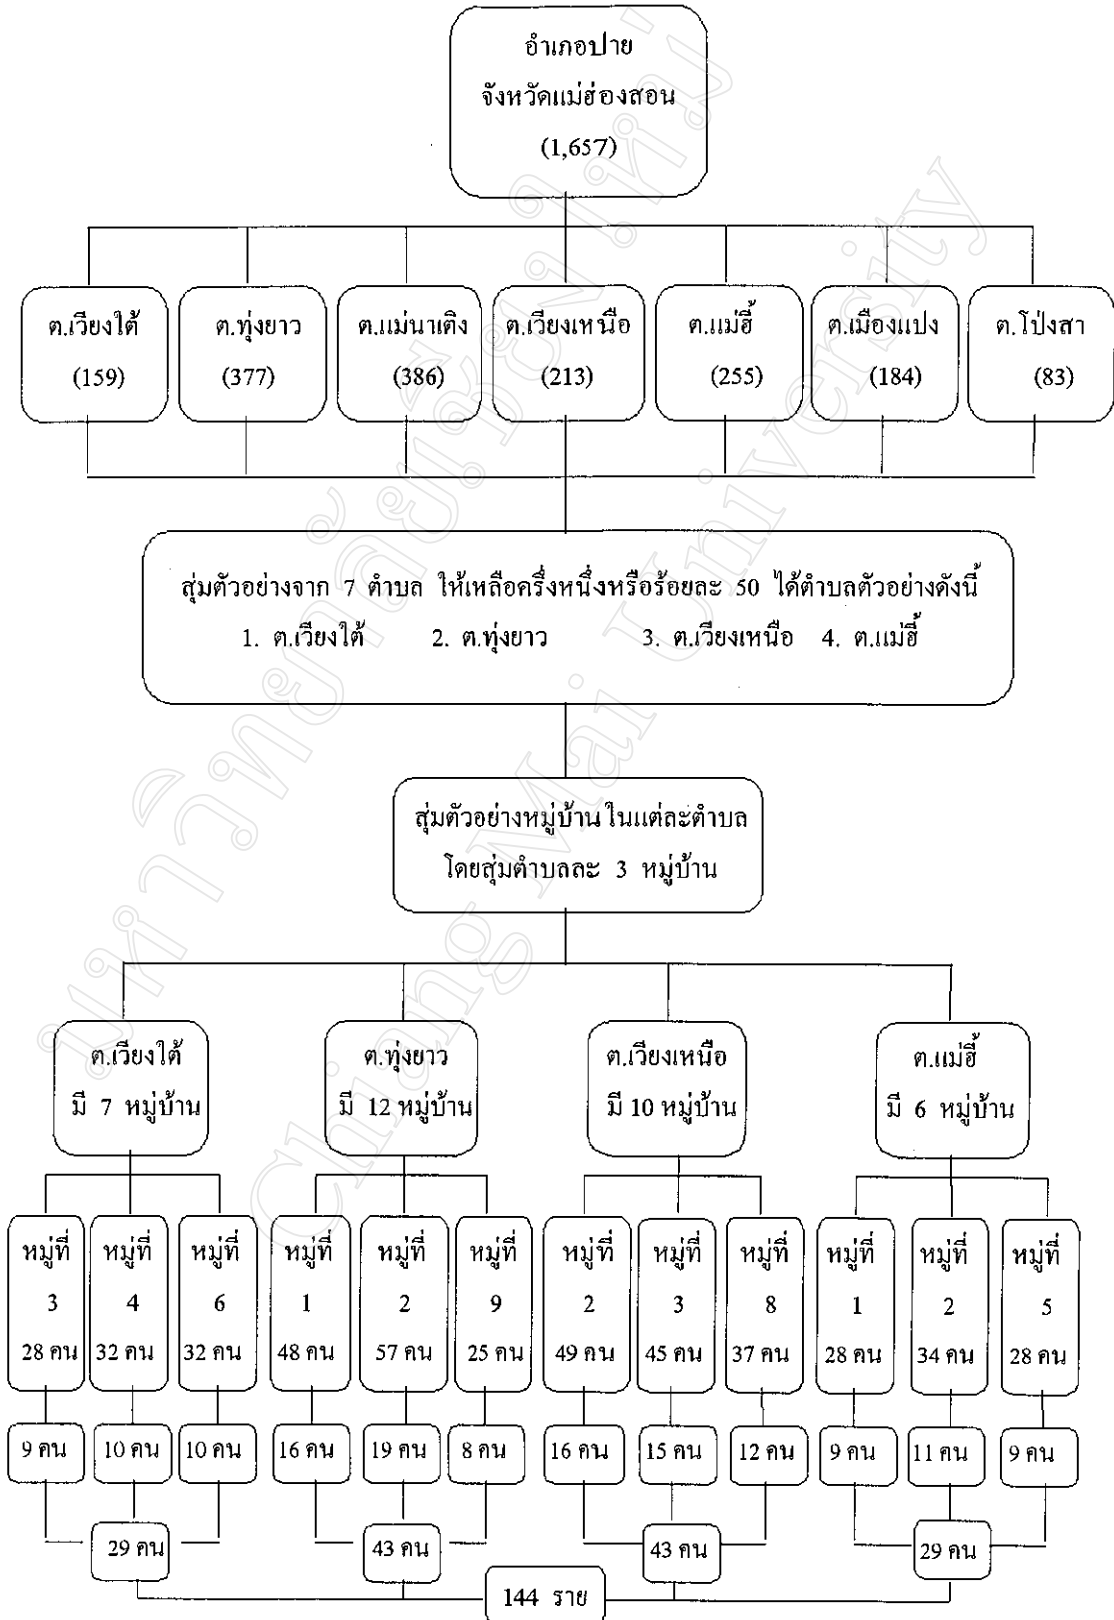 อำเภอปาย
จังหวัดแม่ฮ่องสอน
(1,657)
ต.เวียงใต้ ต.ทุ่งยาว ต.แม่นาเติง ต.เวียงเหนือ ต.แม่ฮี้ ต.เมืองแปง ต.โป่งสา
(159) (377) (386) (213) (255) (184) (83)
สุ่มตัวอย่างจาก 7 ตำบล ให้เหลือครึ่งหนึ่งหรือร้อยละ 50 ได้ตำบลตัวอย่างดังนี้
1. ต.เวียงใต้ 2. ต.ทุ่งยาว 3. ต.เวียงเหนือ 4. ต.แม่ฮี้
สุ่มตัวอย่างหมู่บ้านในแต่ละตำบล
โดยสุ่มตำบลละ 3 หมู่บ้าน
ต.เวียงใต้ ต.ทุ่งยาว ต.เวียงเหนือ ต.แม่ฮี้
มี 7 หมู่บ้าน มี 12 หมู่บ้าน มี 10 หมู่บ้าน มี 6 หมู่บ้าน
หมู่ที่ หมู่ที่ หมู่ที่ หมู่ที่ หมู่ที่ หมู่ที่ หมู่ที่ หมู่ที่ หมู่ที่ หมู่ที่ หมู่ที่ หมู่ที่
3 4 6 1 2 9 2 3 8 1 2 5
28 คน 32 คน 32 คน 48 คน 57 คน 25 คน 49 คน 45 คน 37 คน 28 คน 34 คน 28 คน
9 คน 10 คน 10 คน 16 คน 19 คน 8 คน 16 คน 15 คน 12 คน 9 คน 11 คน 9 คน
29 คน 43 คน 43 คน 29 คน
144 ราย
มหาวิทยาลัยเชียงใหม่
Chiang Mai University